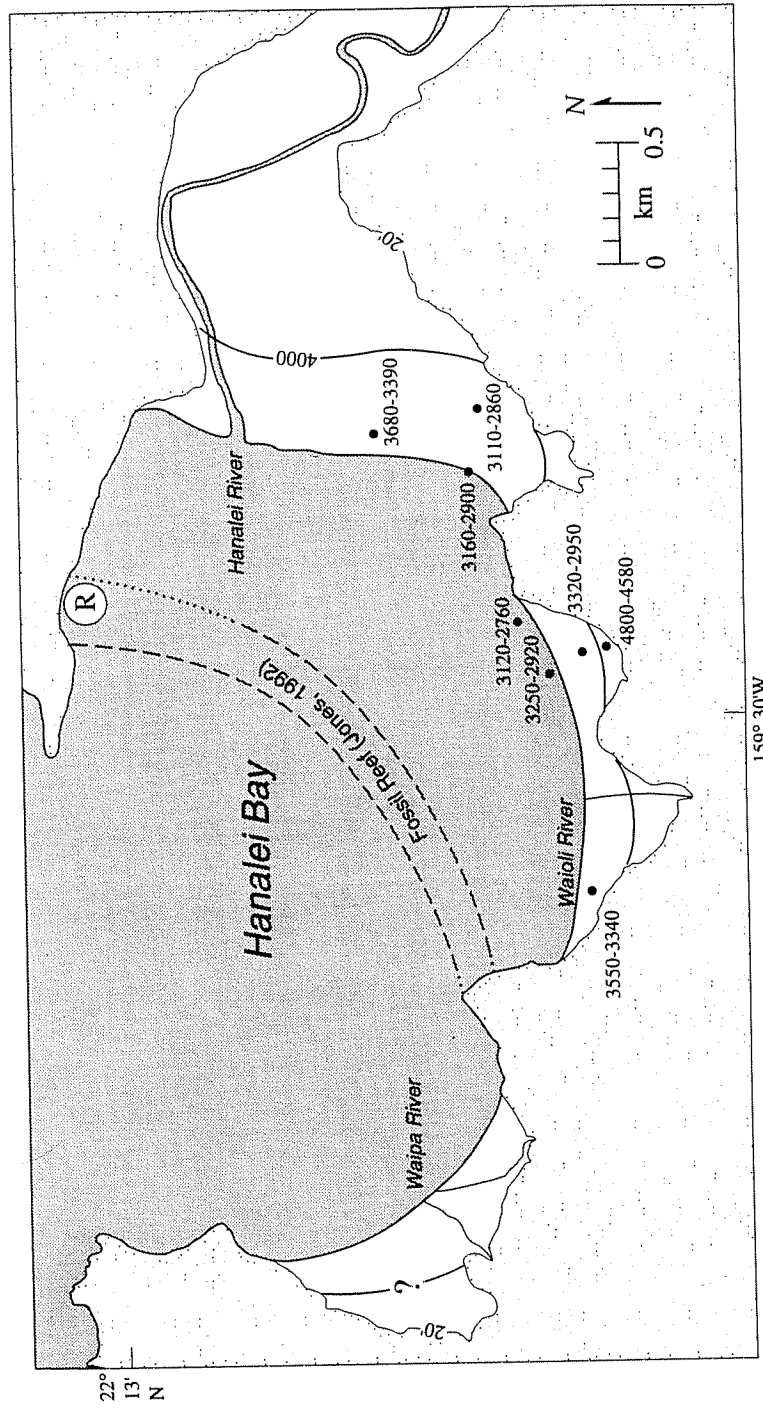 22°
13'
N
Hanalei Bay
Fossil Reef (Jones, 1992)
R
Hanalei River
Waipa River
Waioli River
20'
20'
?
4000
3680-3390
3110-2860
3160-2900
3120-2760
3250-2920
3320-2950
4800-4580
3550-3340
N
0
0.5
km
159° 30'W